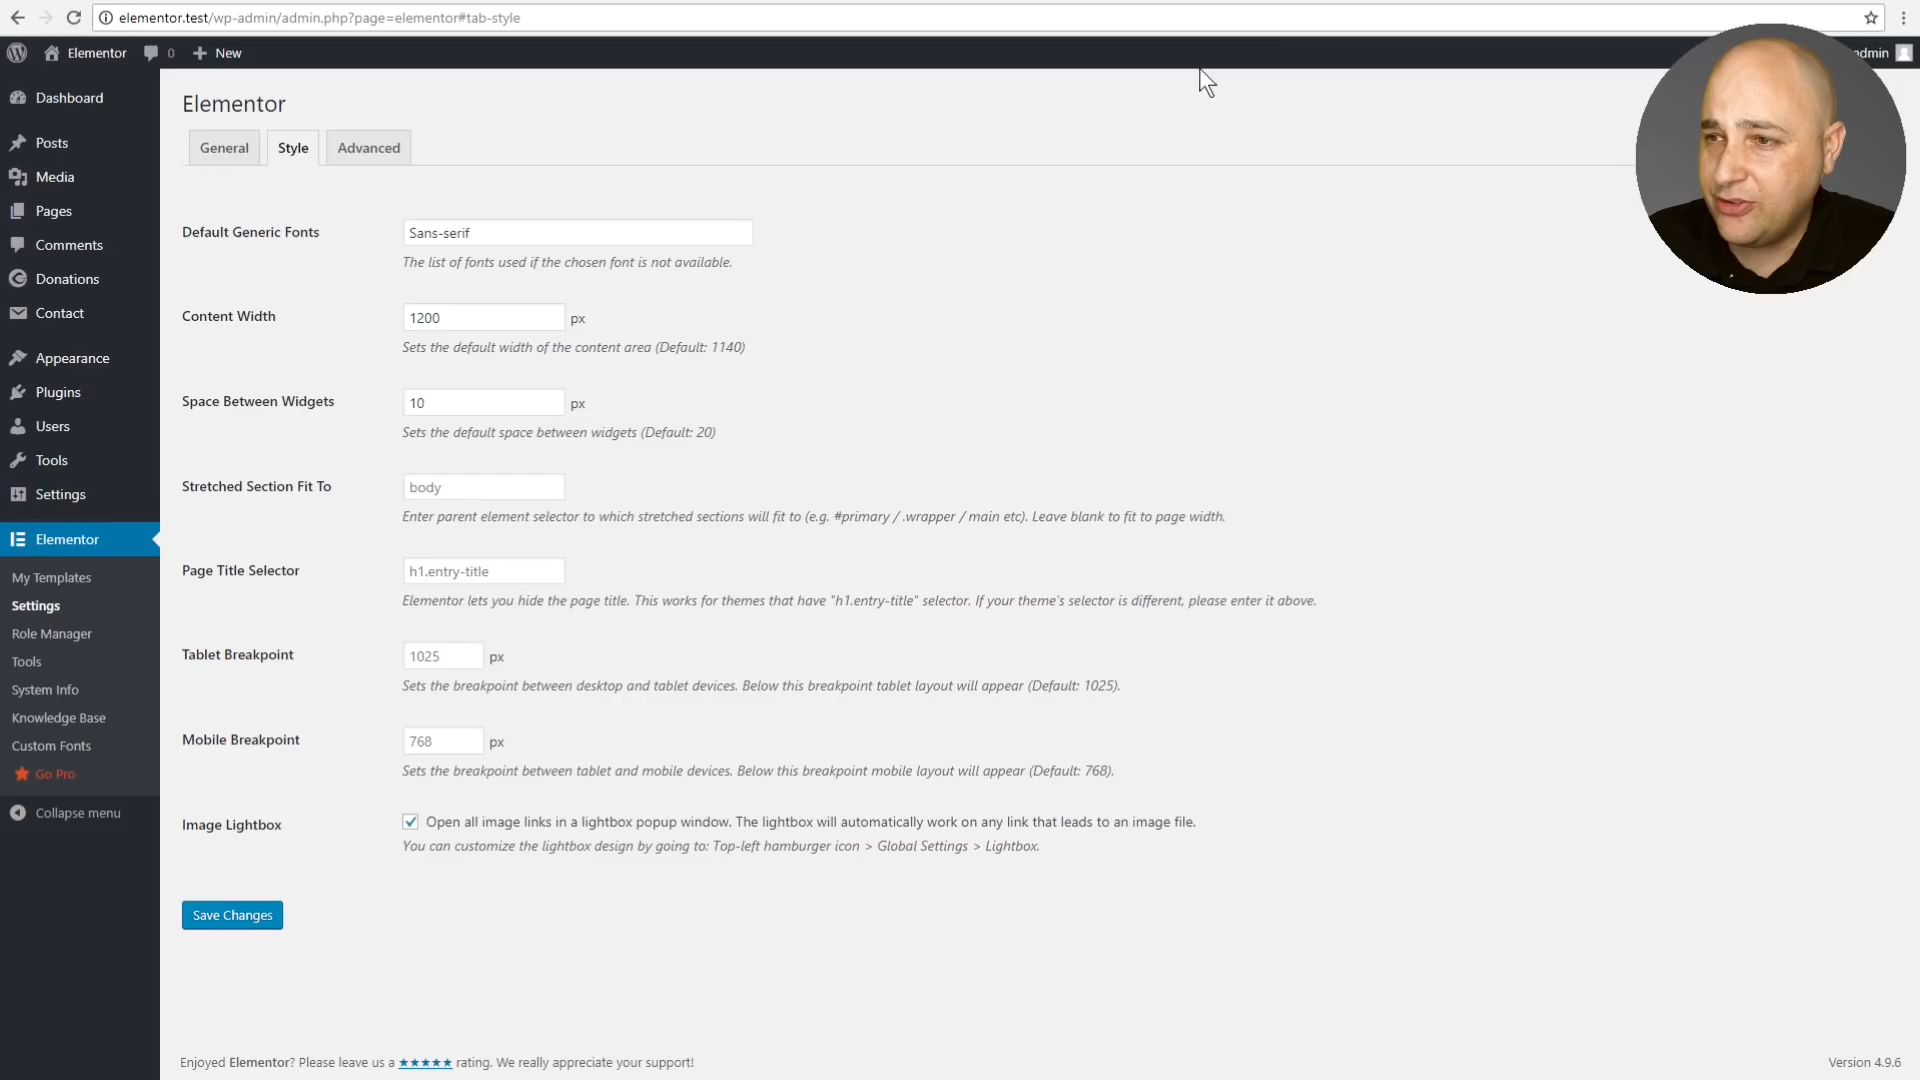 elementor.test/wp-admin/admin.php?page=elementor#tab-style
Elementor
0
New
admin
Dashboard
Posts
Media
Pages
Comments
Donations
Contact
Appearance
Plugins
Users
Tools
Settings
Elementor
My Templates
Settings
Role Manager
Tools
System Info
Knowledge Base
Custom Fonts
Go Pro
Collapse menu
Elementor
General
Style
Advanced
Default Generic Fonts
Sans-serif
The list of fonts used if the chosen font is not available.
Content Width
1200 px
Sets the default width of the content area (Default: 1140)
Space Between Widgets
10 px
Sets the default space between widgets (Default: 20)
Stretched Section Fit To
body
Enter parent element selector to which stretched sections will fit to (e.g. #primary / .wrapper / main etc). Leave blank to fit to page width.
Page Title Selector
h1.entry-title
Elementor lets you hide the page title. This works for themes that have "h1.entry-title" selector. If your theme's selector is different, please enter it above.
Tablet Breakpoint
1025 px
Sets the breakpoint between desktop and tablet devices. Below this breakpoint tablet layout will appear (Default: 1025).
Mobile Breakpoint
768 px
Sets the breakpoint between tablet and mobile devices. Below this breakpoint mobile layout will appear (Default: 768).
Image Lightbox
Open all image links in a lightbox popup window. The lightbox will automatically work on any link that leads to an image file.
You can customize the lightbox design by going to: Top-left hamburger icon > Global Settings > Lightbox.
Save Changes
Enjoyed Elementor? Please leave us a ★★★★★ rating. We really appreciate your support!
Version 4.9.6